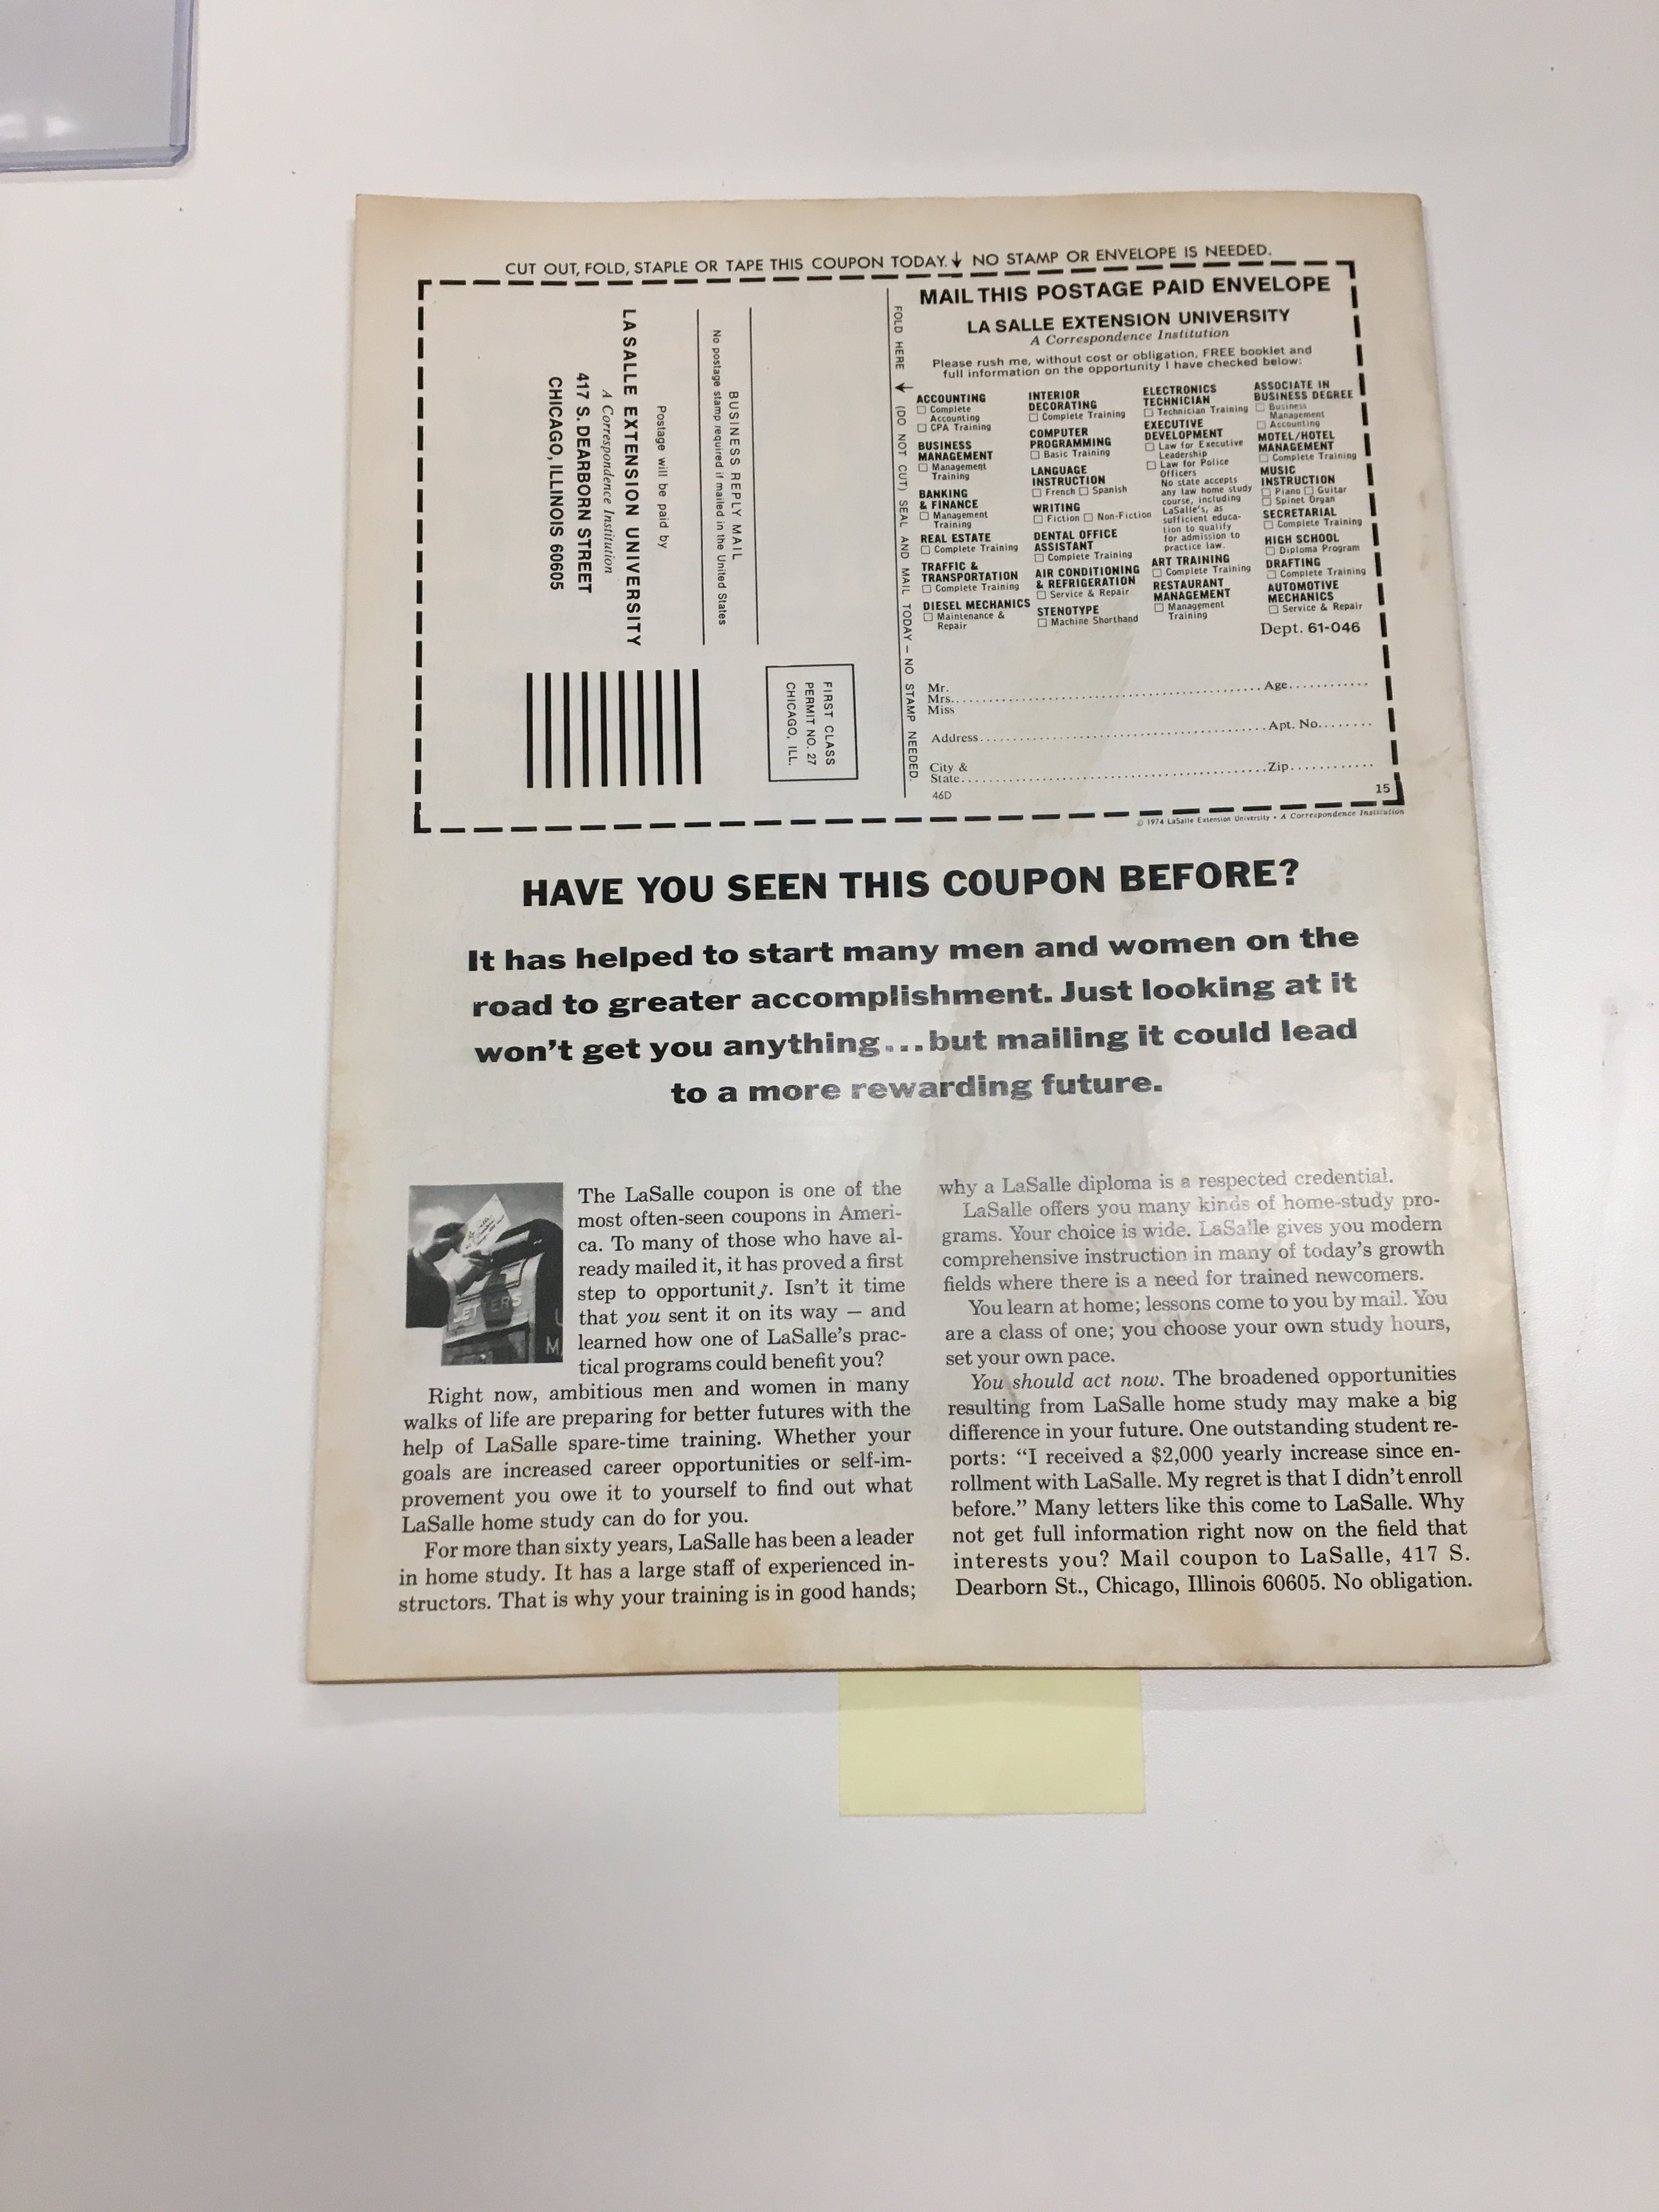 CUT OUT, FOLD, STAPLE OR TAPE THIS COUPON TODAY. NO STAMP OR ENVELOPE IS NEEDED.
BUSINESS REPLY MAIL
No postage stamp required if mailed in the United States
Postage will be paid by
LA SALLE EXTENSION UNIVERSITY
A Correspondence Institution
417 S. DEARBORN STREET
CHICAGO, ILLINOIS 60605
FIRST CLASS
PERMIT NO. 27
CHICAGO, ILL.
FOLD HERE (DO NOT CUT) SEAL AND MAIL TODAY — NO STAMP NEEDED.
MAIL THIS POSTAGE PAID ENVELOPE
LA SALLE EXTENSION UNIVERSITY
A Correspondence Institution
Please rush me, without cost or obligation, FREE booklet and
full information on the opportunity I have checked below:
ACCOUNTING
☐ Complete
Accounting
☐ CPA Training
BUSINESS
MANAGEMENT
☐ Management
Training
BANKING
& FINANCE
☐ Management
Training
REAL ESTATE
☐ Complete Training
TRAFFIC &
TRANSPORTATION
☐ Complete Training
DIESEL MECHANICS
☐ Maintenance &
Repair
INTERIOR
DECORATING
☐ Complete Training
COMPUTER
PROGRAMMING
☐ Basic Training
LANGUAGE
INSTRUCTION
☐ French ☐ Spanish
WRITING
☐ Fiction ☐ Non-Fiction
DENTAL OFFICE
ASSISTANT
☐ Complete Training
AIR CONDITIONING
& REFRIGERATION
☐ Service & Repair
STENOTYPE
☐ Machine Shorthand
ELECTRONICS
TECHNICIAN
☐ Technician Training
EXECUTIVE
DEVELOPMENT
☐ Law for Executive
Leadership
☐ Law for Police
Officers
No state accepts
any law home study
course, including
LaSalle's, as
sufficient educa-
tion to qualify
for admission to
practice law.
ART TRAINING
☐ Complete Training
RESTAURANT
MANAGEMENT
☐ Management
Training
ASSOCIATE IN
BUSINESS DEGREE
☐ Business
Management
☐ Accounting
MOTEL/HOTEL
MANAGEMENT
☐ Complete Training
MUSIC
INSTRUCTION
☐ Piano ☐ Guitar
☐ Spinet Organ
SECRETARIAL
☐ Complete Training
HIGH SCHOOL
☐ Diploma Program
DRAFTING
☐ Complete Training
AUTOMOTIVE
MECHANICS
☐ Service & Repair
Dept. 61-046
Mr.
Mrs. Age
Miss
Address Apt. No.
City &
State Zip
46D 15
© 1974 LaSalle Extension University • A Correspondence Institution
HAVE YOU SEEN THIS COUPON BEFORE?
It has helped to start many men and women on the
road to greater accomplishment. Just looking at it
won't get you anything...but mailing it could lead
to a more rewarding future.
LETTERS
U
MA
The LaSalle coupon is one of the
most often-seen coupons in Ameri-
ca. To many of those who have al-
ready mailed it, it has proved a first
step to opportunity. Isn't it time
that you sent it on its way — and
learned how one of LaSalle's prac-
tical programs could benefit you?
Right now, ambitious men and women in many
walks of life are preparing for better futures with the
help of LaSalle spare-time training. Whether your
goals are increased career opportunities or self-im-
provement you owe it to yourself to find out what
LaSalle home study can do for you.
For more than sixty years, LaSalle has been a leader
in home study. It has a large staff of experienced in-
structors. That is why your training is in good hands;
why a LaSalle diploma is a respected credential.
LaSalle offers you many kinds of home-study pro-
grams. Your choice is wide. LaSalle gives you modern
comprehensive instruction in many of today's growth
fields where there is a need for trained newcomers.
You learn at home; lessons come to you by mail. You
are a class of one; you choose your own study hours,
set your own pace.
You should act now. The broadened opportunities
resulting from LaSalle home study may make a big
difference in your future. One outstanding student re-
ports: "I received a $2,000 yearly increase since en-
rollment with LaSalle. My regret is that I didn't enroll
before." Many letters like this come to LaSalle. Why
not get full information right now on the field that
interests you? Mail coupon to LaSalle, 417 S.
Dearborn St., Chicago, Illinois 60605. No obligation.